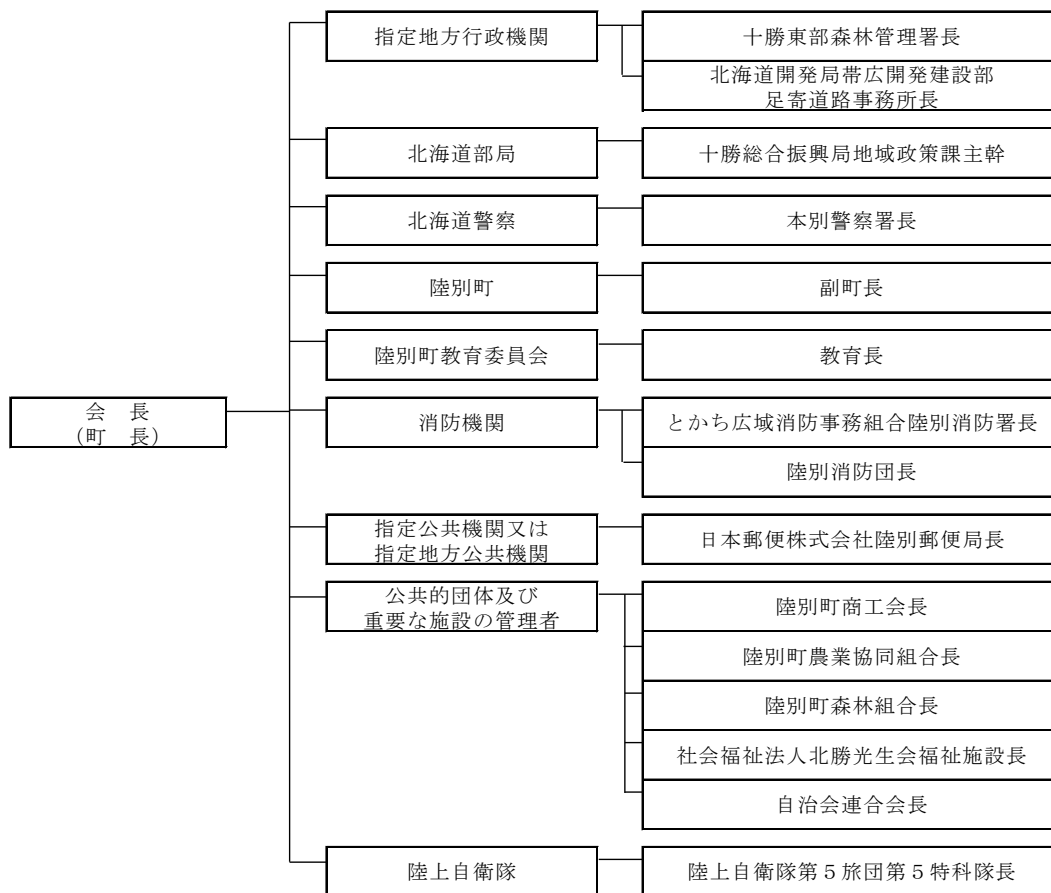 指定地方行政機関
十勝東部森林管理署長
北海道開発局帯広開発建設部
足寄道路事務所長
北海道部局
十勝総合振興局地域政策課主幹
北海道警察
本別警察署長
陸別町
副町長
陸別町教育委員会
教育長
会　長
(町　長)
消防機関
とかち広域消防事務組合陸別消防署長
陸別消防団長
指定公共機関又は
指定地方公共機関
日本郵便株式会社陸別郵便局長
公共的団体及び
重要な施設の管理者
陸別町商工会長
陸別町農業協同組合長
陸別町森林組合長
社会福祉法人北勝光生会福祉施設長
自治会連合会長
陸上自衛隊
陸上自衛隊第５旅団第５特科隊長